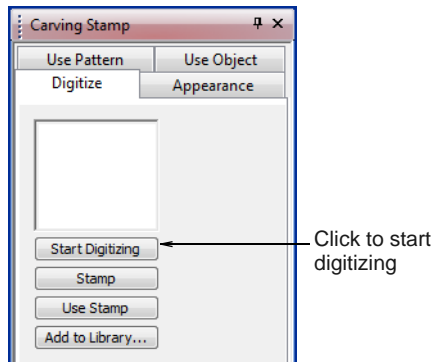 Carving Stamp
Use Pattern Use Object
Digitize Appearance
Start Digitizing
Stamp
Use Stamp
Add to Library...
Click to start
digitizing